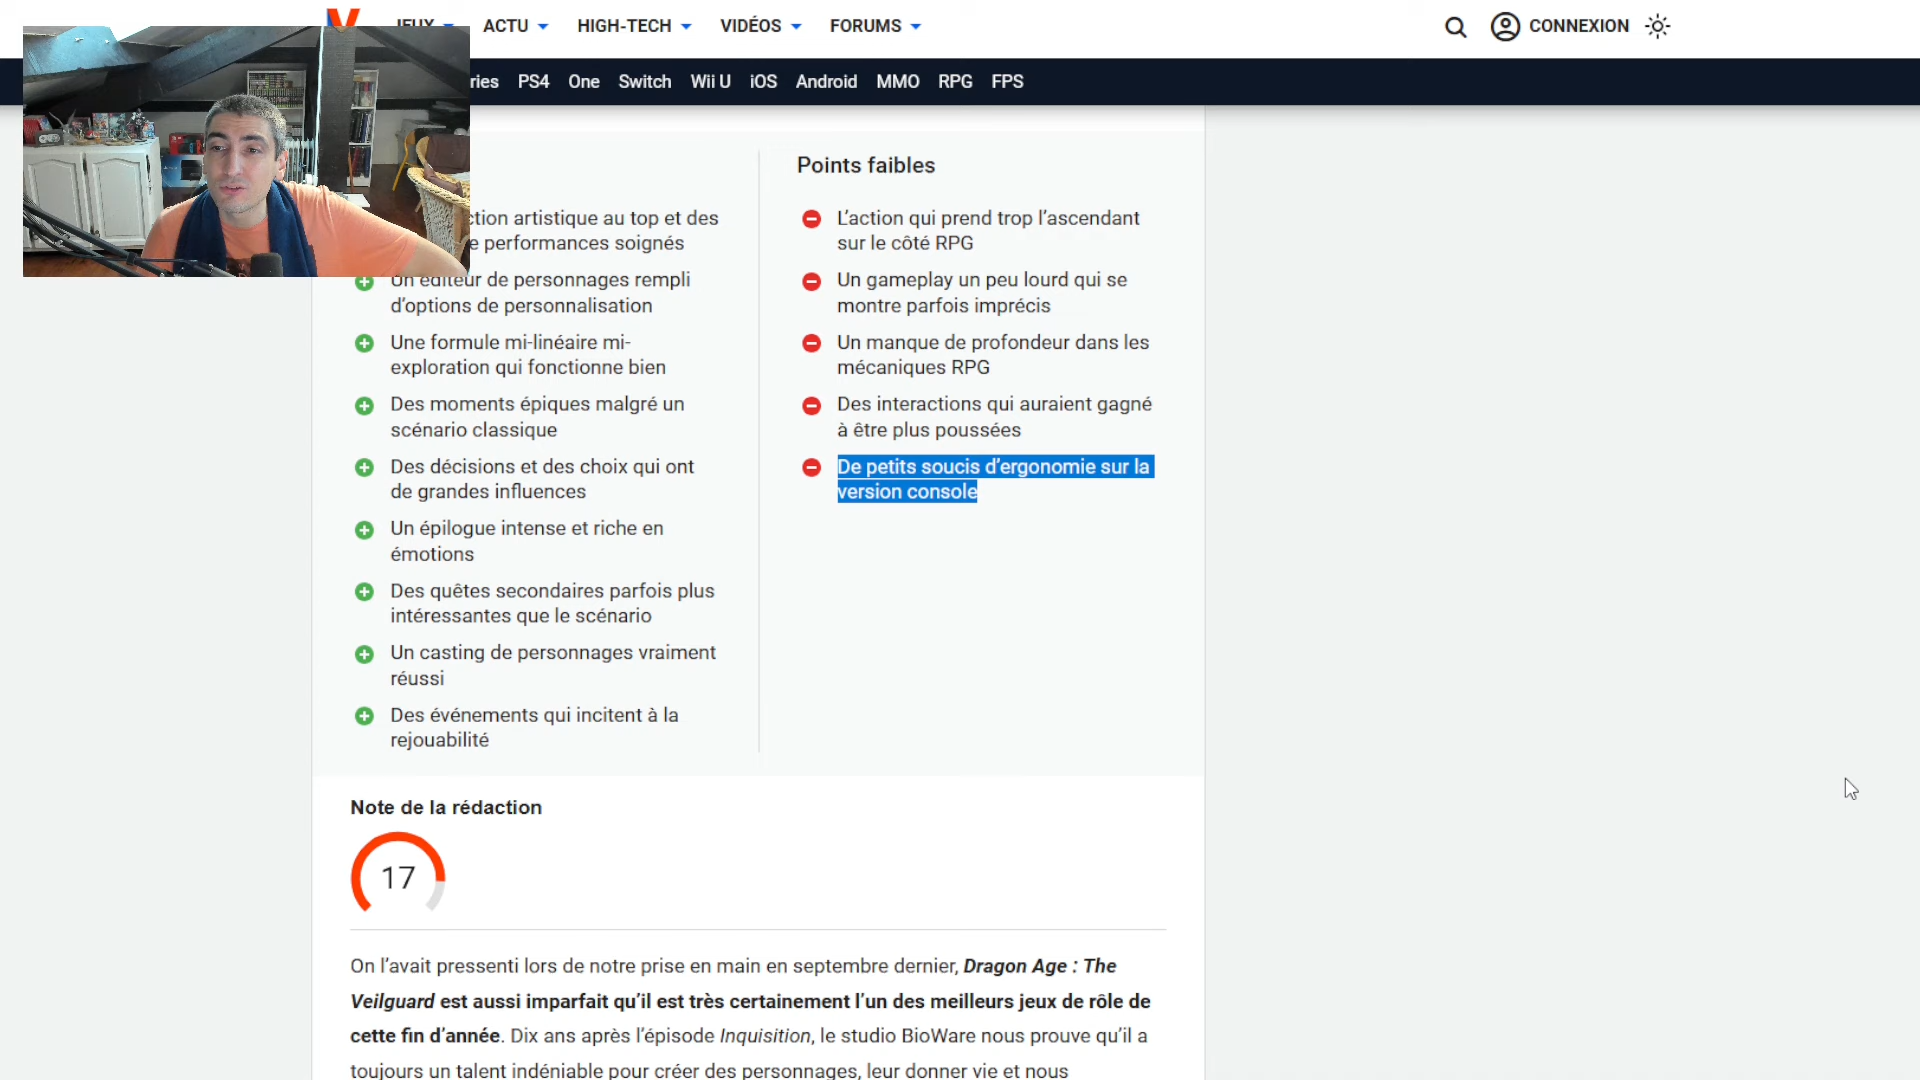 JEUX ACTU HIGH-TECH VIDÉOS FORUMS CONNEXION
ries PS4 One Switch Wii U iOS Android MMO RPG FPS
ction artistique au top et des
e performances soignés
Un éditeur de personnages rempli
d’options de personnalisation
Une formule mi-linéaire mi-
exploration qui fonctionne bien
Des moments épiques malgré un
scénario classique
Des décisions et des choix qui ont
de grandes influences
Un épilogue intense et riche en
émotions
Des quêtes secondaires parfois plus
intéressantes que le scénario
Un casting de personnages vraiment
réussi
Des événements qui incitent à la
rejouabilité
Points faibles
L’action qui prend trop l’ascendant
sur le côté RPG
Un gameplay un peu lourd qui se
montre parfois imprécis
Un manque de profondeur dans les
mécaniques RPG
Des interactions qui auraient gagné
à être plus poussées
De petits soucis d’ergonomie sur la
version console
Note de la rédaction
17
On l’avait pressenti lors de notre prise en main en septembre dernier, Dragon Age : The
Veilguard est aussi imparfait qu’il est très certainement l’un des meilleurs jeux de rôle de
cette fin d’année. Dix ans après l’épisode Inquisition, le studio BioWare nous prouve qu’il a
toujours un talent indéniable pour créer des personnages, leur donner vie et nous